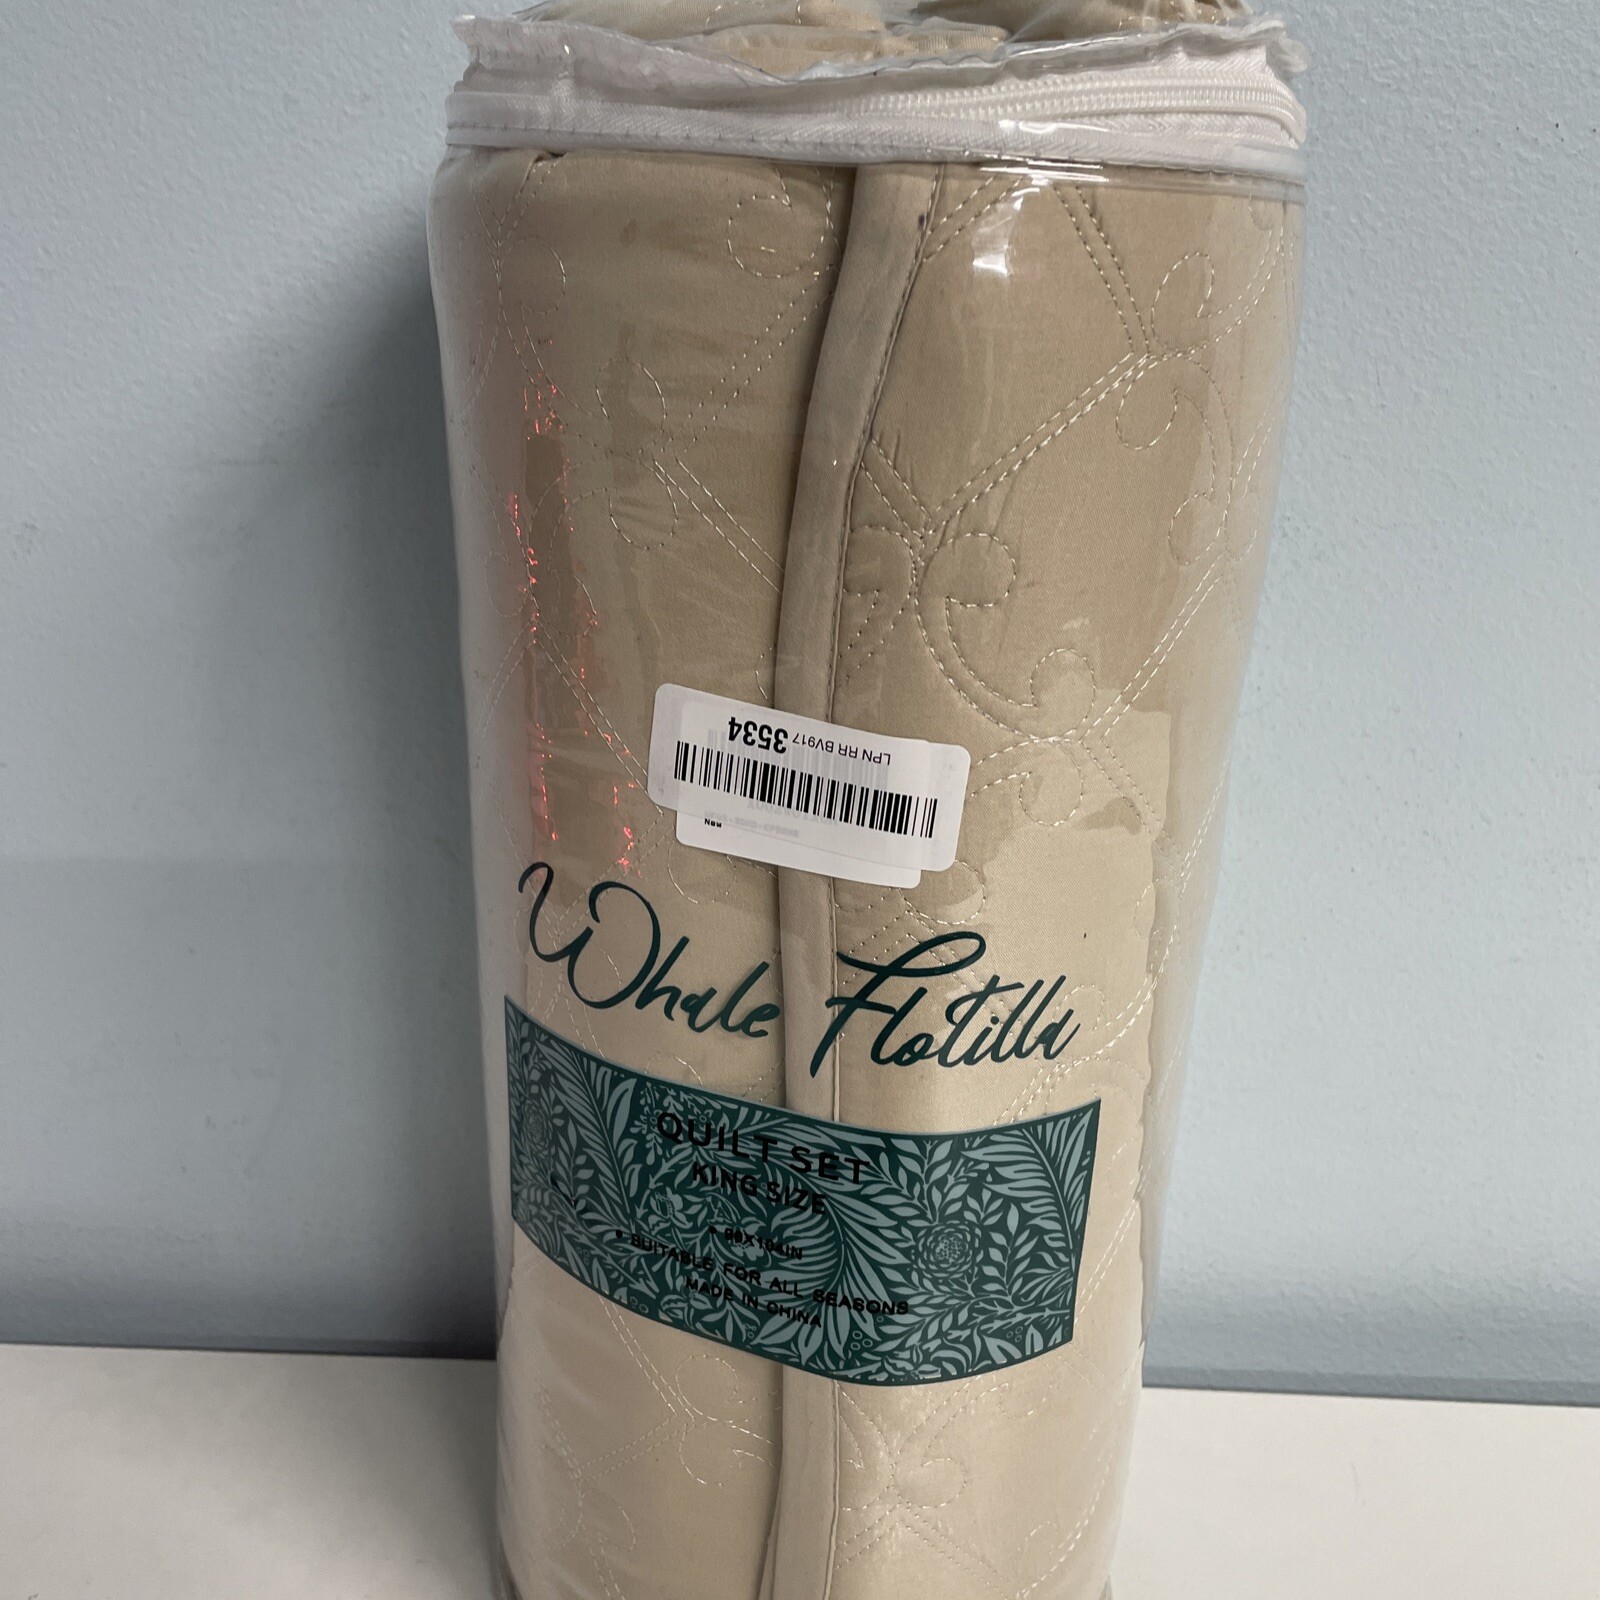 LPN RR BV917 3534
NEW
Whale Flotilla
QUILT SET
KING SIZE
SUITABLE FOR ALL SEASONS
MADE IN CHINA